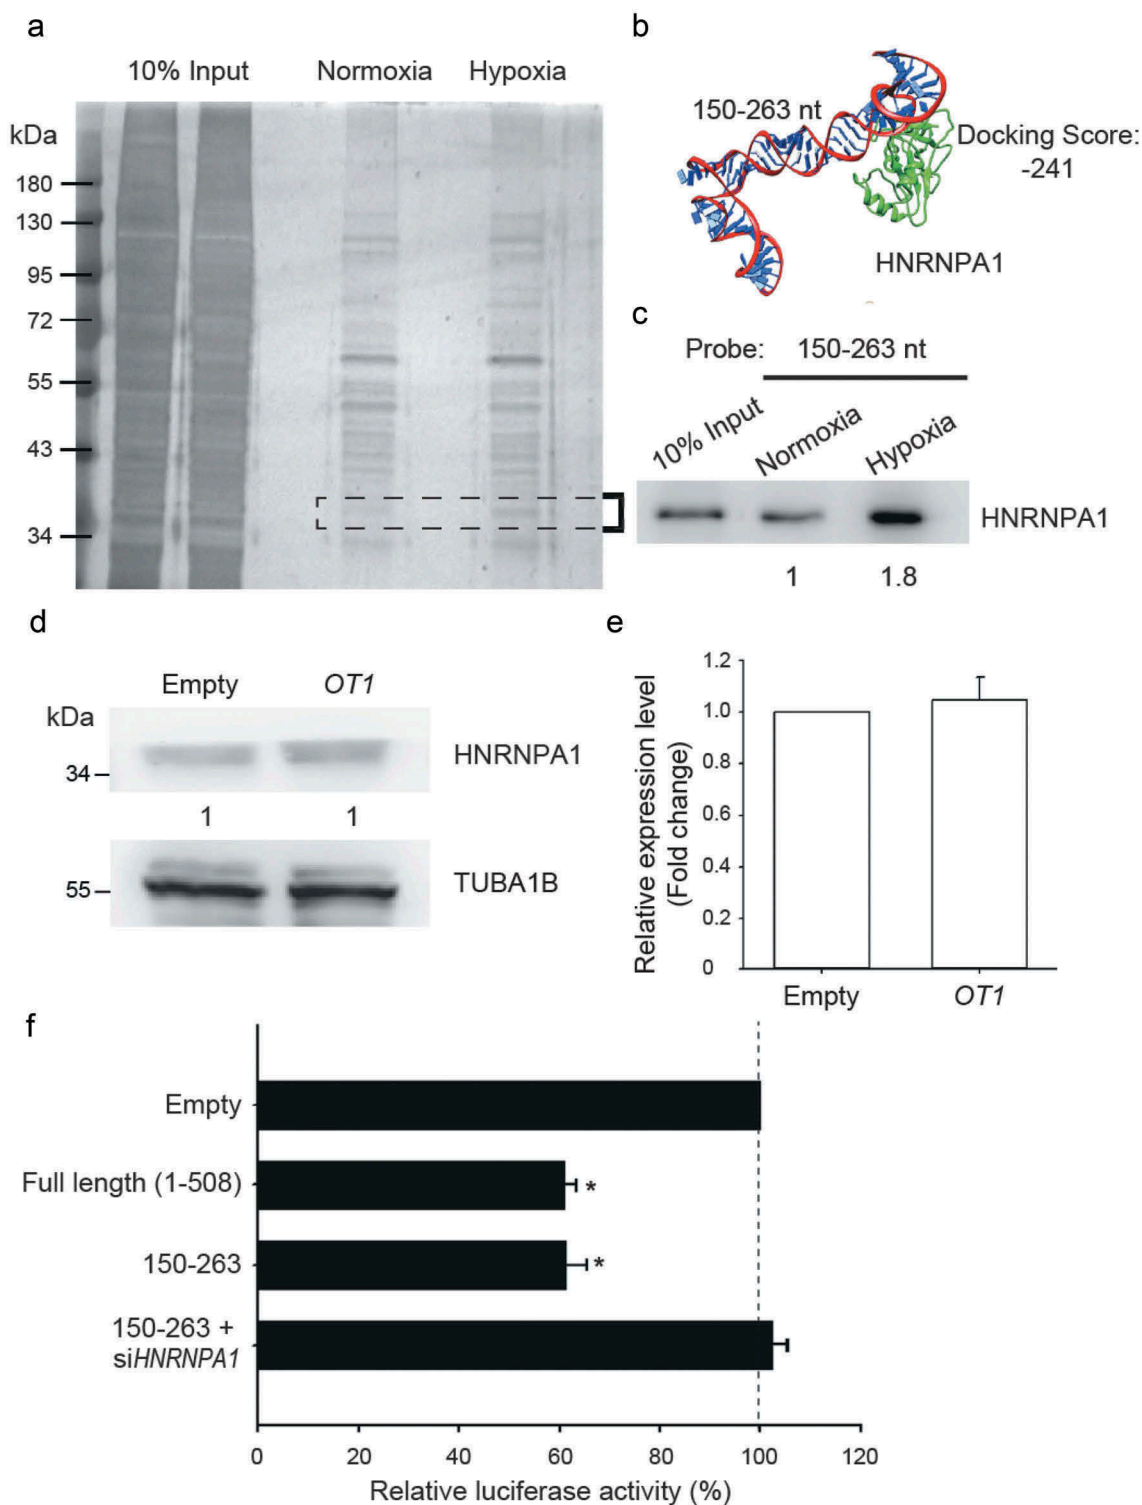 a
10% Input Normoxia Hypoxia
kDa
180
130
95
72
55
43
34
b
150-263 nt
Docking Score:
-241
HNRNPA1
c
Probe: 150-263 nt
10% Input Normoxia Hypoxia
HNRNPA1
1 1.8
d
Empty OT1
kDa
34
HNRNPA1
1 1
55
TUBA1B
e
Relative expression level
(Fold change)
1.2
1.0
0.8
0.6
0.4
0.2
0
Empty OT1
f
Empty
Full length (1-508)
*
150-263
*
150-263 +
siHNRNPA1
0 20 40 60 80 100 120
Relative luciferase activity (%)